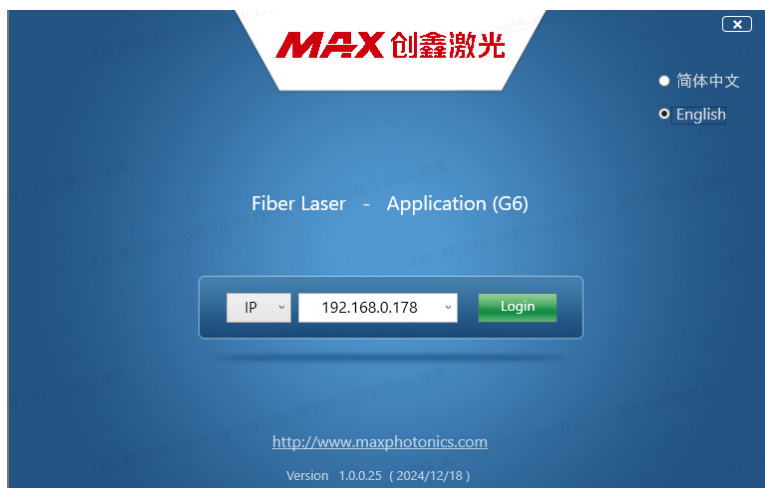 MAX 创鑫激光
简体中文
English
Fiber Laser - Application (G6)
IP 192.168.0.178 Login
http://www.maxphotonics.com
Version 1.0.0.25 ( 2024/12/18 )